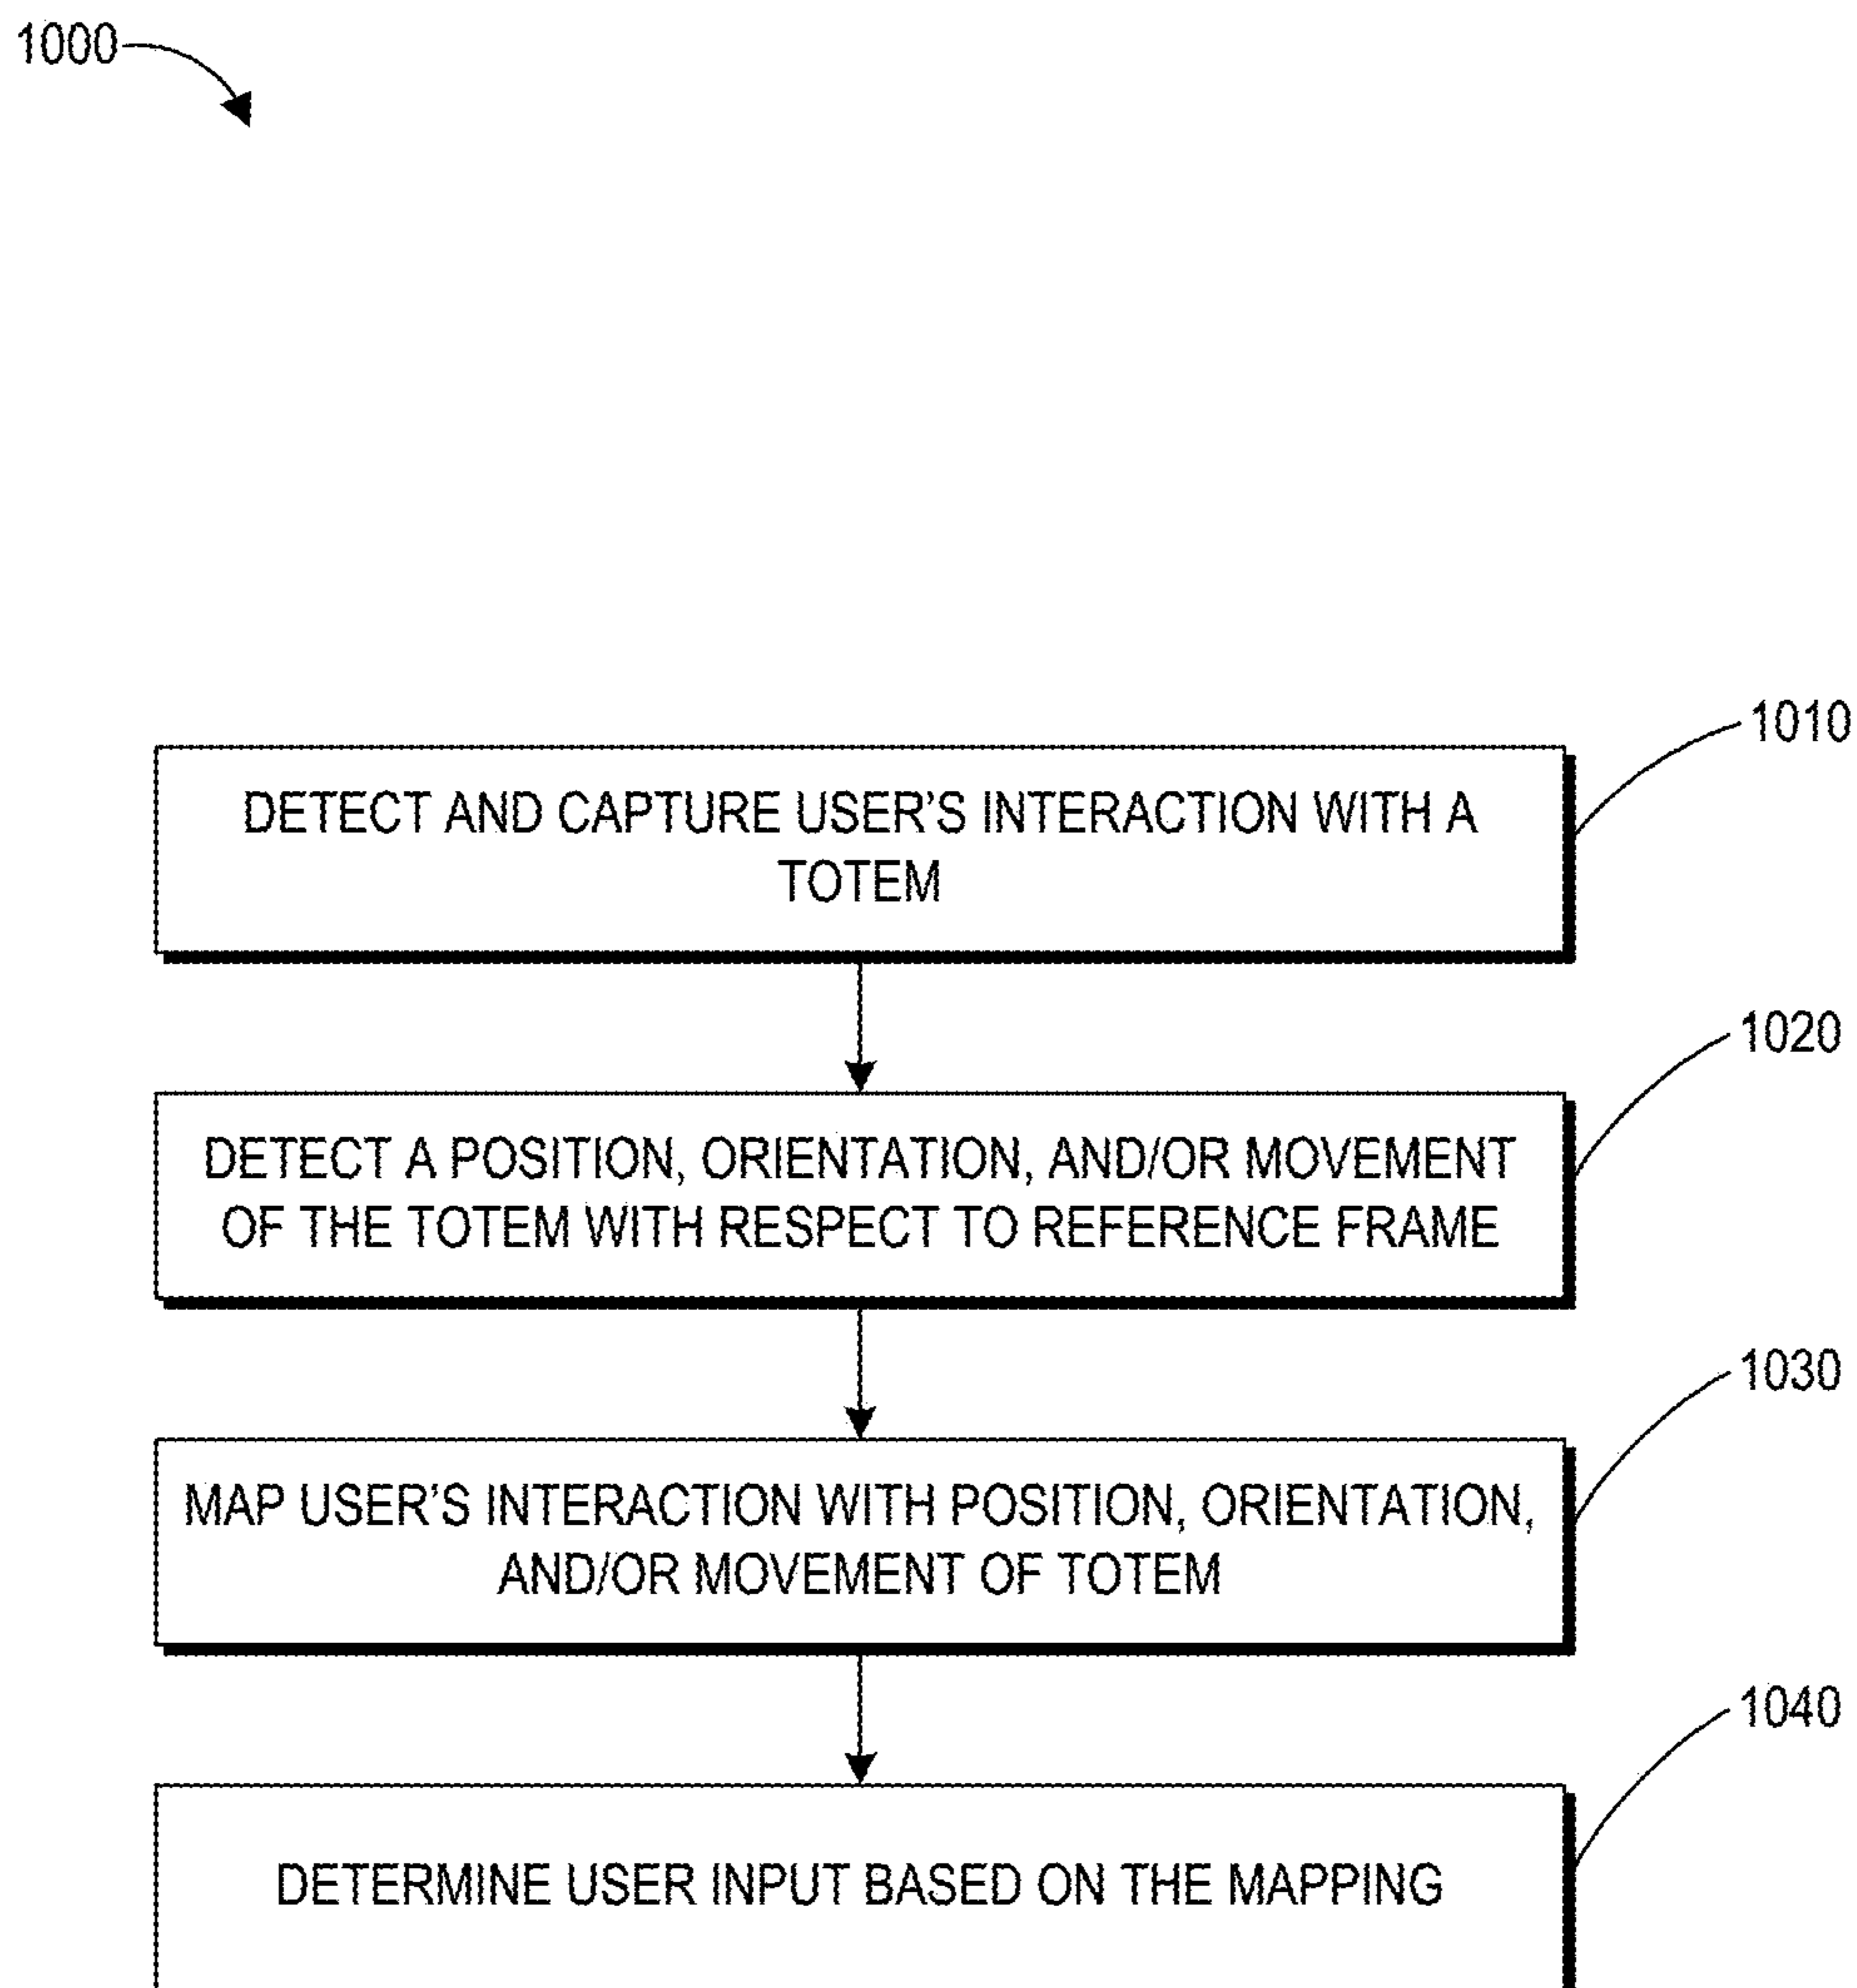 1000
1010
DETECT AND CAPTURE USER’S INTERACTION WITH A
TOTEM
1020
DETECT A POSITION, ORIENTATION, AND/OR MOVEMENT
OF THE TOTEM WITH RESPECT TO REFERENCE FRAME
1030
MAP USER’S INTERACTION WITH POSITION, ORIENTATION,
AND/OR MOVEMENT OF TOTEM
1040
DETERMINE USER INPUT BASED ON THE MAPPING